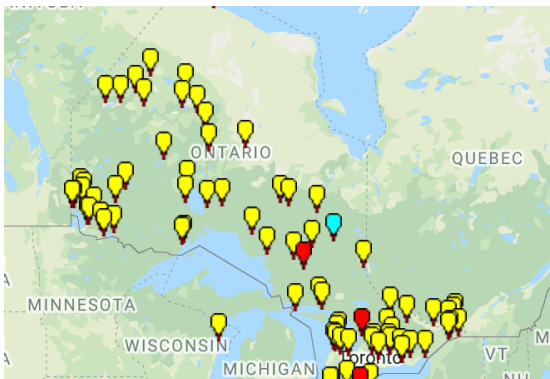 ONTARIO
QUEBEC
MINNESOTA
WISCONSIN
MICHIGAN
Toronto
VT